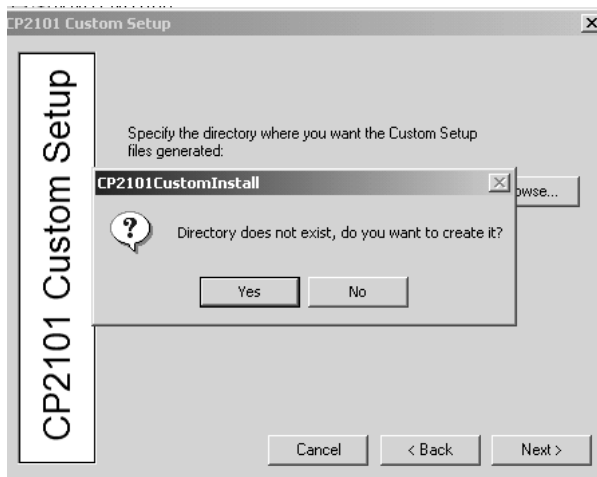 CP2101 Custom Setup
CP2101 Custom Setup
Specify the directory where you want the Custom Setup
files generated:
CP2101CustomInstall
owse...
Directory does not exist, do you want to create it?
Yes
No
Cancel
< Back
Next >